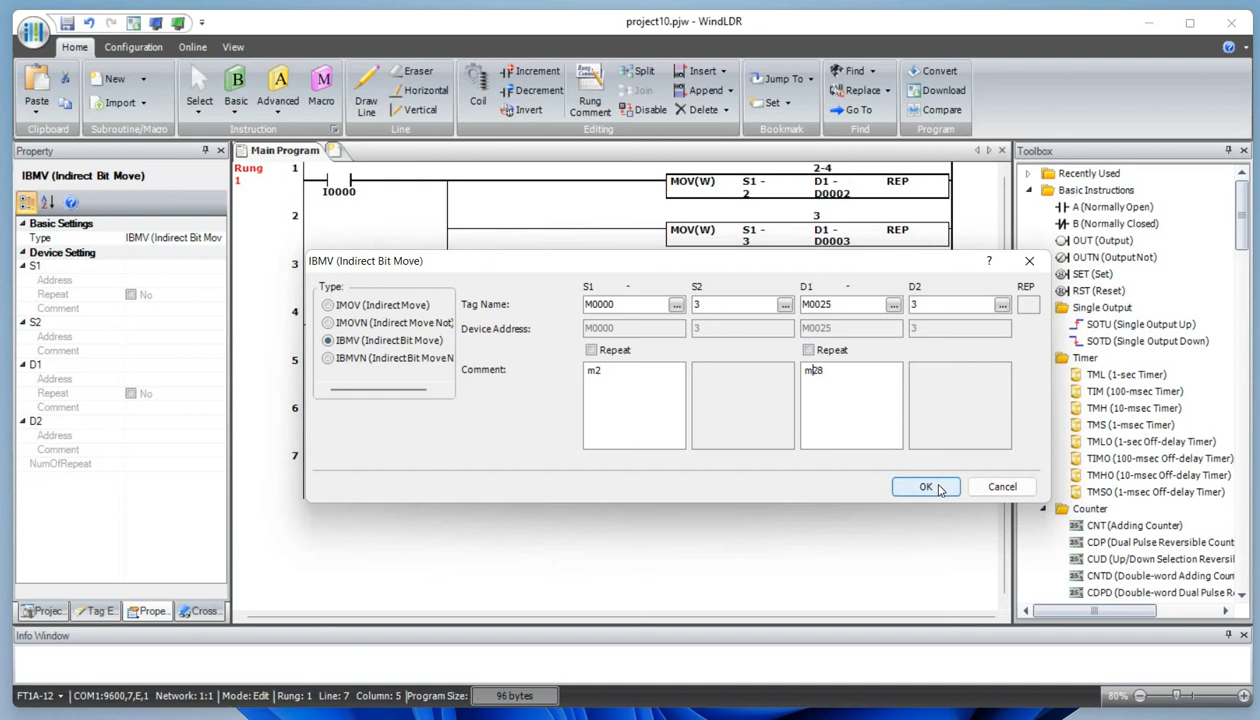 project10.pjw - WindLDR
Home Configuration Online View
Paste
Clipboard
New
Import
Subroutine/Macro
Select Basic Advanced Macro
Instruction
Draw Line
Eraser
Horizontal
Vertical
Line
Coil
Increment
Decrement
Invert
Rung Comment
Split
Join
Disable
Insert
Append
Delete
Editing
Jump To
Set
Bookmark
Find
Replace
Go To
Find
Convert
Download
Compare
Program
Property
IBMV (Indirect Bit Move)
Basic Settings
Type IBMV (Indirect Bit Mov
Device Setting
S1
Address
Repeat No
Comment
S2
Address
Comment
D1
Address
Repeat No
Comment
D2
Address
Comment
NumOfRepeat
Projec Tag E Prope.. Cross
Main Program
Rung
1
1
10000
2-4
MOV(W) S1 - D1 - REP
2 D0002
2
3
MOV(W) S1 - D1 - REP
3 D0003
3
4
5
6
7
IBMV (Indirect Bit Move)
Type:
IMOV (IndirectMove)
IMOVN (Indirect Move Not)
IBMV (IndirectBit Move)
IBMVN (IndirectBit MoveN
S1 - S2 D1 - D2 REP
Tag Name: M0000 3 M0025 3
Device Address: M0000 3 M0025 3
Repeat Repeat
Comment: m2 m28
OK Cancel
Toolbox
Recently Used
Basic Instructions
A (Normally Open)
B (Normally Closed)
OUT (Output)
OUTN (OutputNot)
SET (Set)
RST (Reset)
Single Output
SOTU (Single Output Up)
SOTD (Single Output Down)
Timer
TML (1-sec Timer)
TIM (100-msec Timer)
TMH (10-msec Timer)
TMS (1-msec Timer)
TMLO (1-sec Off-delay Timer)
TIMO (100-msec Off-delay Timer)
TMHO (10-msec Off-delay Timer)
TMSO (1-msec Off-delay Timer)
Counter
CNT (Adding Counter)
CDP (Dual Pulse Reversible Count
CUD (Up/Down Selection Reversil
CNTD (Double-word Adding Coun
CDPD (Double-word Dual Pulse R
Info Window
FT1A-12 COM1:9600,7,E,1 Network: 1:1 Mode: Edit Rung: 1 Line: 7 Column: 5 Program Size: 96 bytes 80%